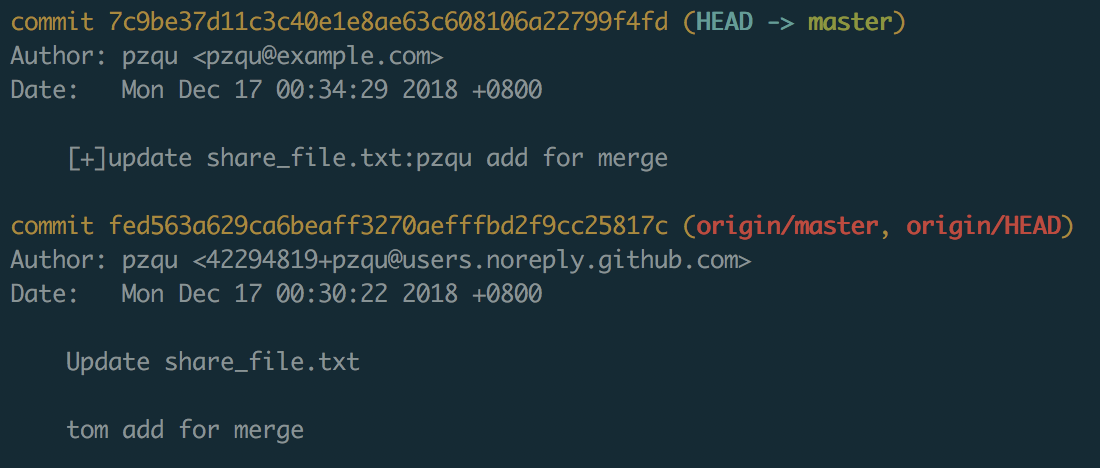 commit 7c9be37d11c3c40e1e8ae63c608106a22799f4fd (HEAD -> master)
Author: pzqu <pzqu@example.com>
Date:   Mon Dec 17 00:34:29 2018 +0800
[+]update share_file.txt:pzqu add for merge
commit fed563a629ca6beaff3270aefffbd2f9cc25817c (origin/master, origin/HEAD)
Author: pzqu <42294819+pzqu@users.noreply.github.com>
Date:   Mon Dec 17 00:30:22 2018 +0800
Update share_file.txt
tom add for merge